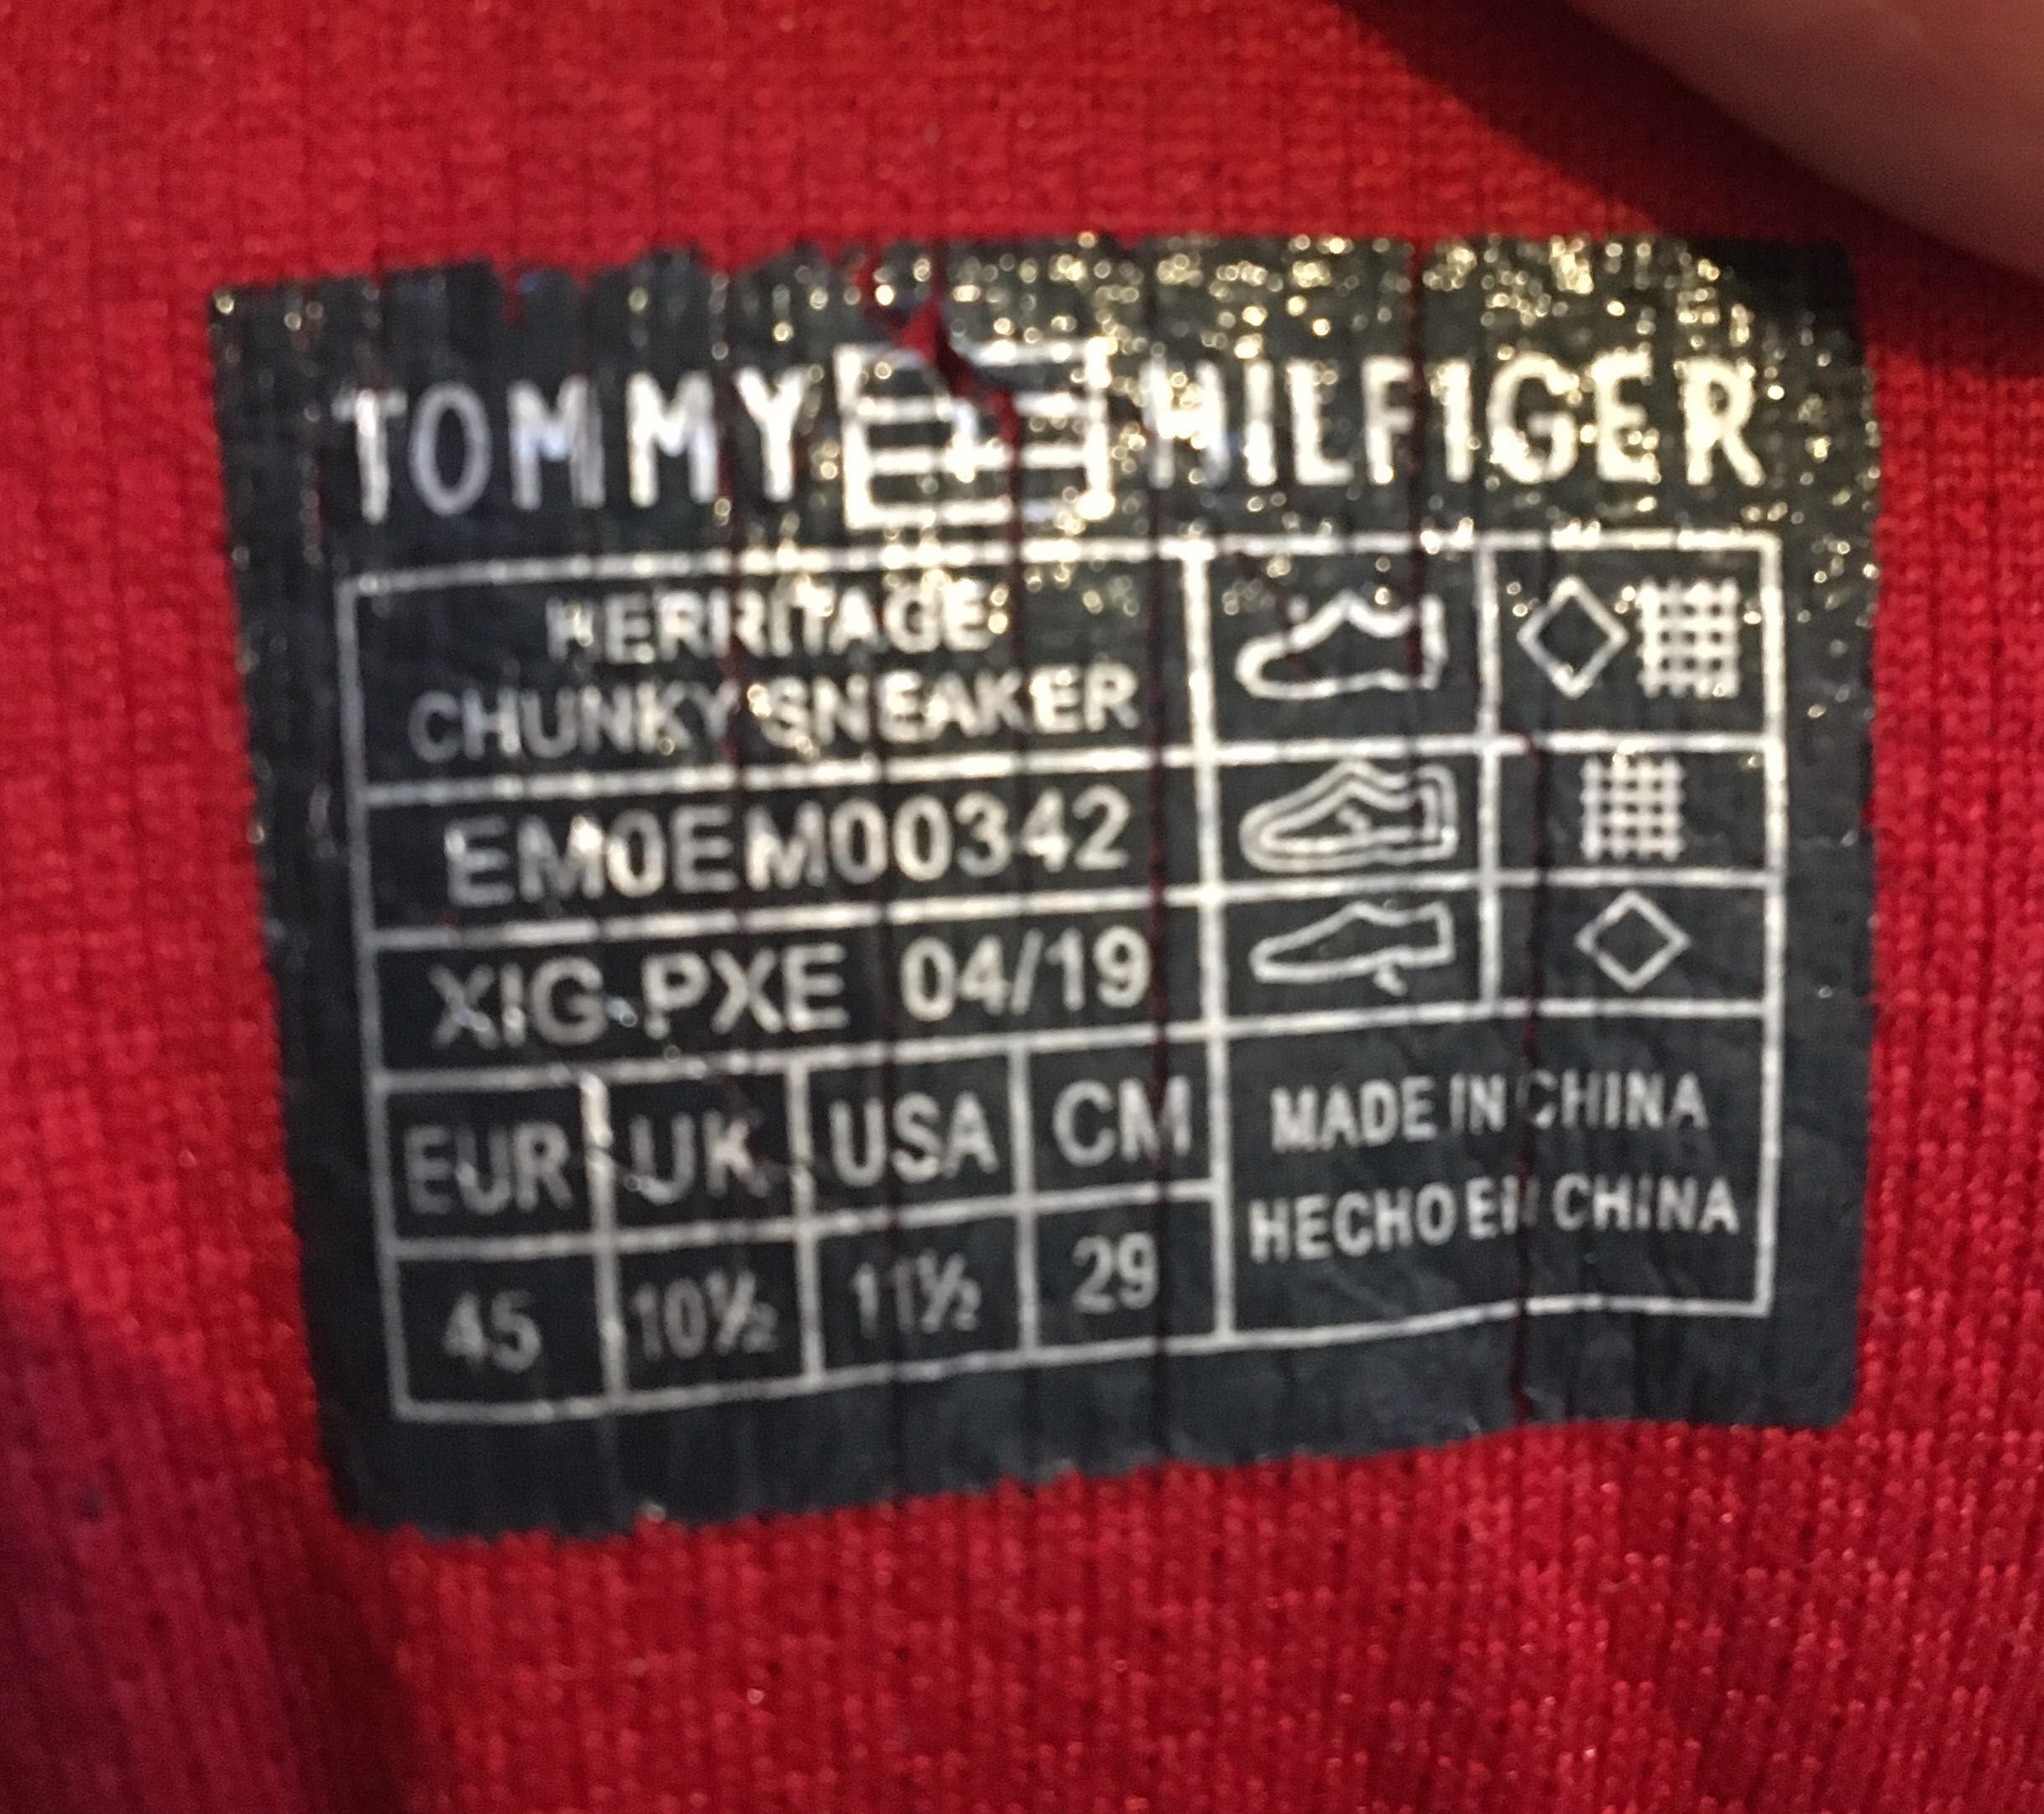 TOMMY HILFIGER
HERRITAGE
CHUNKY SNEAKER
EM0EM00342
XIG-PXE 04/19
EUR UK USA CM
45 10½ 11½ 29
MADE IN CHINA
HECHO EN CHINA